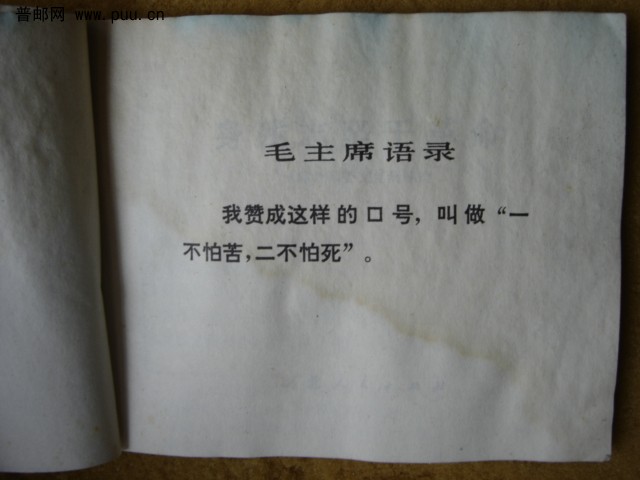 普邮网 www.puu.cn
毛主席语录
我赞成这样的口号，叫做“一
不怕苦，二不怕死”。